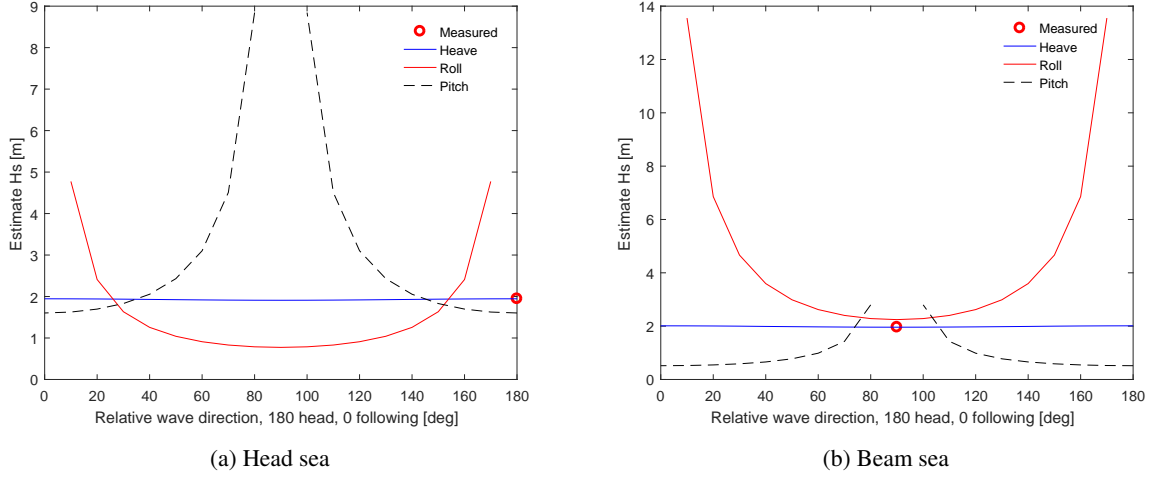 9
8
7
6
5
4
3
2
1
0
Estimate Hs [m]
0 20 40 60 80 100 120 140 160 180
Relative wave direction, 180 head, 0 following [deg]
Measured
Heave
Roll
Pitch
(a) Head sea
14
12
10
8
6
4
2
0
Estimate Hs [m]
0 20 40 60 80 100 120 140 160 180
Relative wave direction, 180 head, 0 following [deg]
Measured
Heave
Roll
Pitch
(b) Beam sea